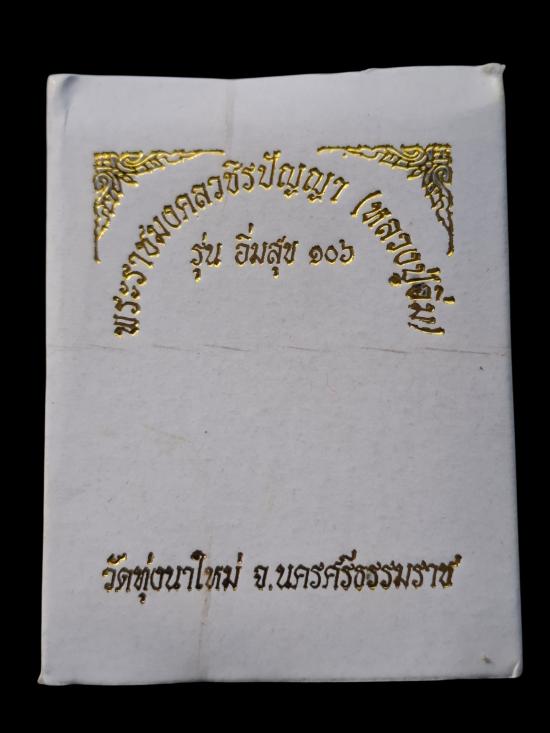 พระราชมงคลวชิรปัญญา (หลวงปู่อิ่ม)
รุ่น อิ่มสุข ๑๐๖
วัดทุ่งนาใหม่ จ.นครศรีธรรมราช